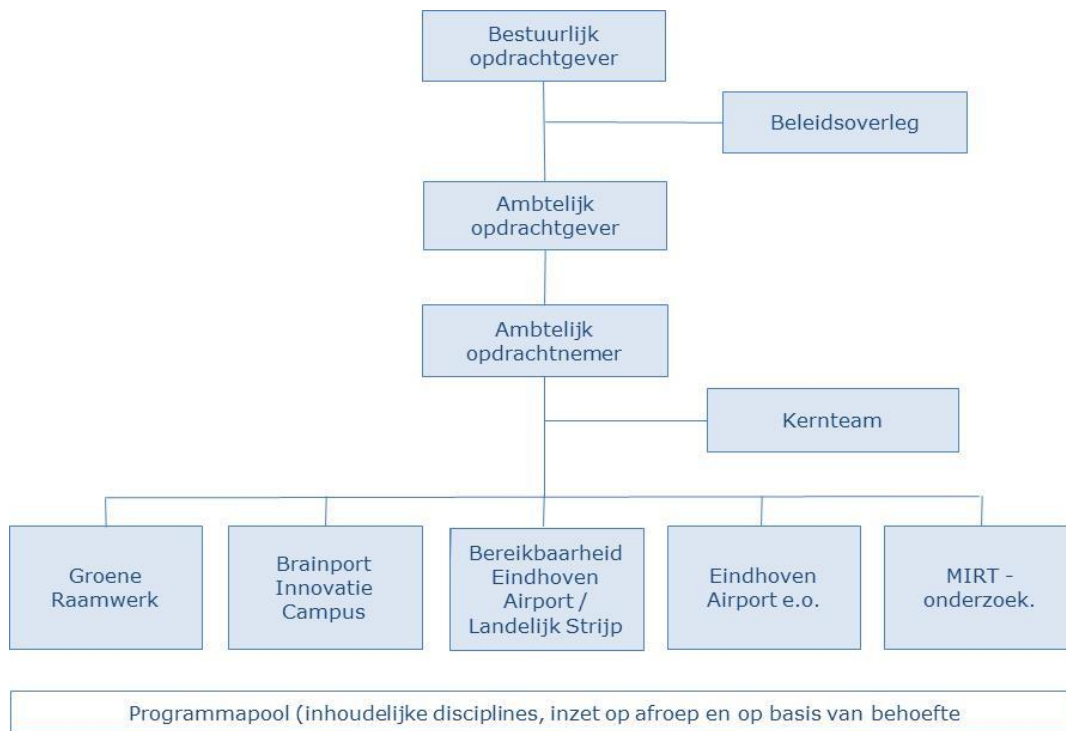 Bestuurlijk
opdrachtgever
Beleidsoverleg
Ambtelijk
opdrachtgever
Ambtelijk
opdrachtnemer
Kernteam
Groene
Raamwerk
Brainport
Innovatie
Campus
Bereikbaarheid
Eindhoven
Airport /
Landelijk Strijp
Eindhoven
Airport e.o.
MIRT -
onderzoek.
Programmapool (inhoudelijke disciplines, inzet op afroep en op basis van behoefte